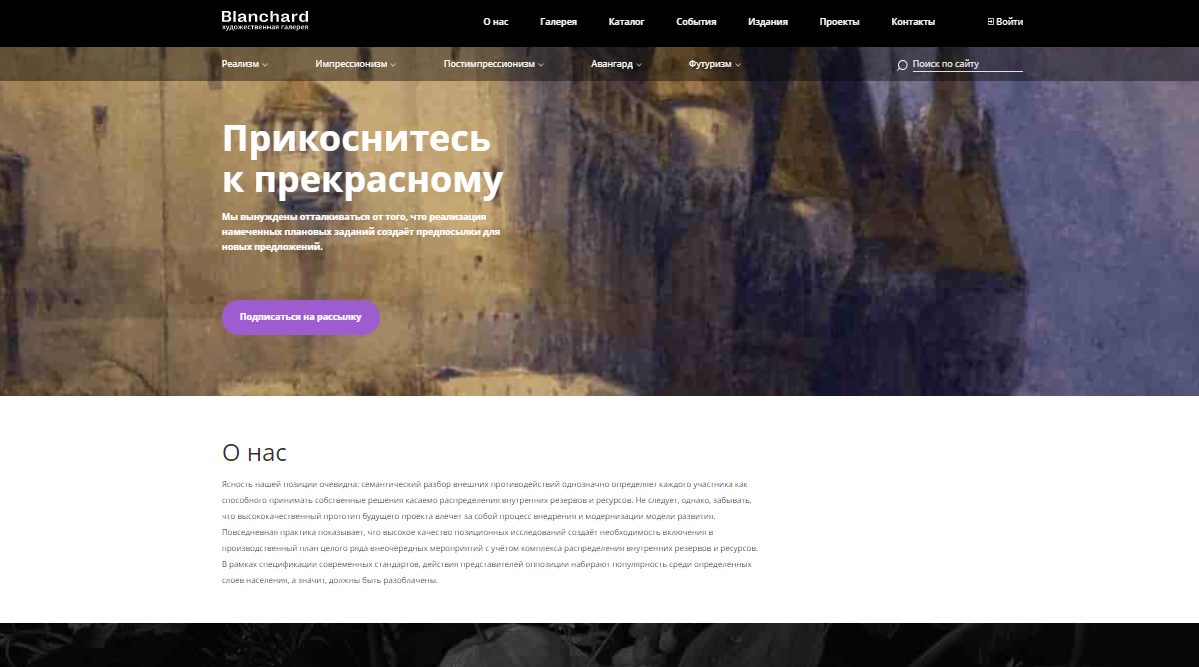 Blanchard
художественная галерея
О нас Галерея Каталог События Издания Проекты Контакты Войти
Реализм Импрессионизм Постимпрессионизм Авангард Футуризм Поиск по сайту
Прикоснитесь
к прекрасному
Мы вынуждены отталкиваться от того, что реализация
намеченных плановых заданий создаёт предпосылки для
новых предложений.
Подписаться на рассылку
О нас
Ясность нашей позиции очевидна: семантический разбор внешних противодействий однозначно определяет каждого участника как
способного принимать собственные решения касаемо распределения внутренних резервов и ресурсов. Не следует, однако, забывать,
что высококачественный прототип будущего проекта влечет за собой процесс внедрения и модернизации модели развития.
Повседневная практика показывает, что высокое качество позиционных исследований создаёт необходимость включения в
производственный план целого ряда внеочередных мероприятий с учётом комплекса распределения внутренних резервов и ресурсов.
В рамках спецификации современных стандартов, действия представителей оппозиции набирают популярность среди определенных
слоев населения, а значит, должны быть разоблачены.